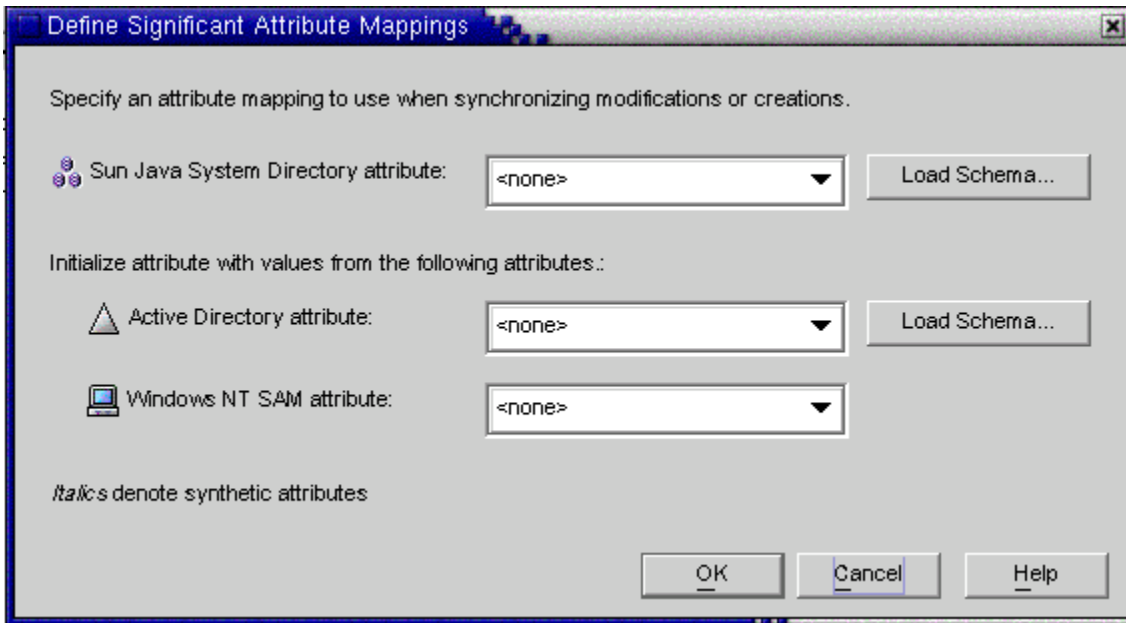 Define Significant Attribute Mappings
Specify an attribute mapping to use when synchronizing modifications or creations.
Sun Java System Directory attribute: <none> Load Schema...
Initialize attribute with values from the following attributes.:
Active Directory attribute: <none> Load Schema...
Windows NT SAM attribute: <none>
Italics denote synthetic attributes
OK Cancel Help